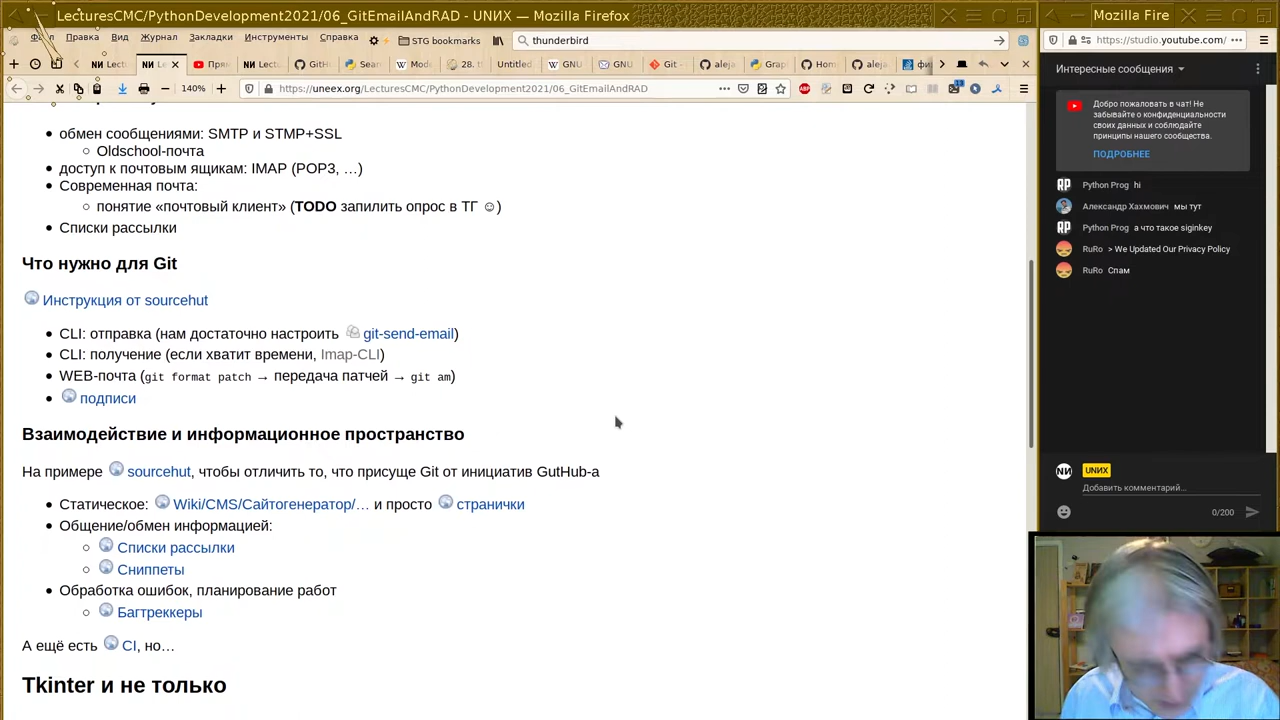 LecturesCMC/PythonDevelopment2021/06_GitEmailAndRAD - UNИX — Mozilla Firefox
Mozilla Fire
Правка Вид Журнал Закладки Инструменты Справка
STG bookmarks
thunderbird
https://studio.youtube.com/
140%
https://uneex.org/LecturesCMC/PythonDevelopment2021/06_GitEmailAndRAD
обмен сообщениями: SMTP и STMP+SSL
Oldschool-почта
доступ к почтовым ящикам: IMAP (POP3, …)
Современная почта:
понятие «почтовый клиент» (TODO запилить опрос в ТГ ☺)
Списки рассылки
Что нужно для Git
Инструкция от sourcehut
CLI: отправка (нам достаточно настроить git-send-email)
CLI: получение (если хватит времени, Imap-CLI)
WEB-почта (git format patch → передача патчей → git am)
подписи
Взаимодействие и информационное пространство
На примере sourcehut, чтобы отличить то, что присуще Git от инициатив GutHub-а
Статическое: Wiki/CMS/Сайтогенератор/… и просто странички
Общение/обмен информацией:
Списки рассылки
Сниппеты
Обработка ошибок, планирование работ
Багтреккеры
А ещё есть CI, но…
Tkinter и не только
Интересные сообщения
Добро пожаловать в чат! Не
забывайте о конфиденциальности
своих данных и соблюдайте
принципы нашего сообщества.
ПОДРОБНЕЕ
Python Prog hi
Александр Хахмович мы тут
Python Prog а что такое siginkey
RuRo > We Updated Our Privacy Policy
RuRo Спам
UNИX
Добавить комментарий…
0/200